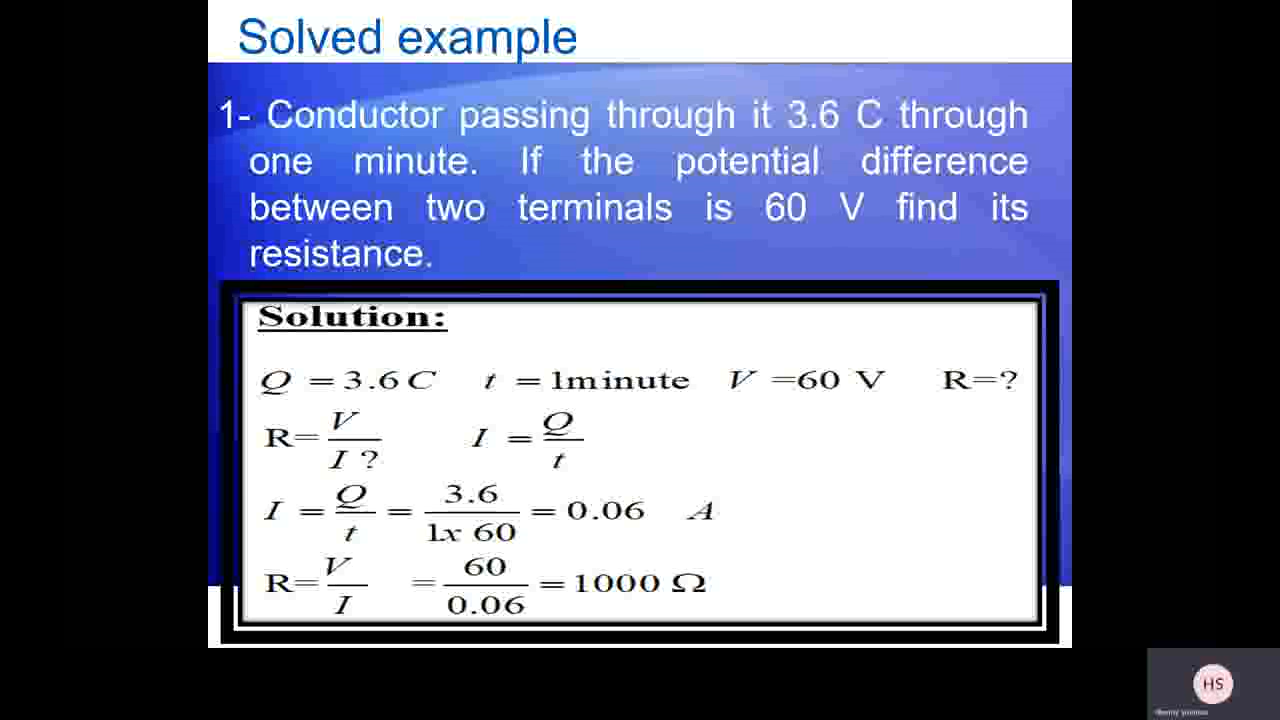 Solved example
1- Conductor passing through it 3.6 C through
one minute. If the potential difference
between two terminals is 60 V find its
resistance.
Solution:
Q = 3.6 C t = 1minute V =60 V R=?
R= V/I ? I = Q/t
I = Q/t = 3.6/1x 60 = 0.06 A
R= V/I = 60/0.06 = 1000 Ω
HS